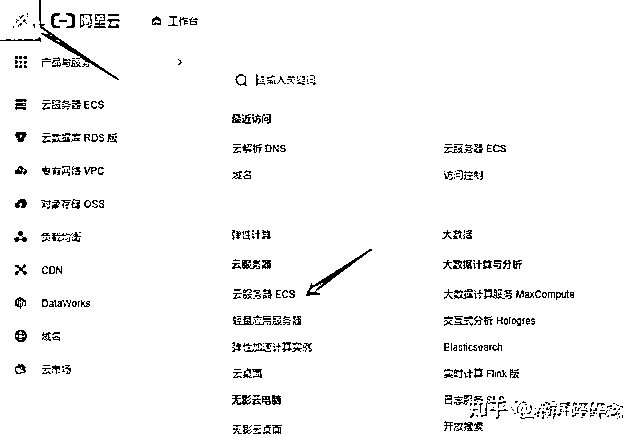 阿里云 工作台
产品与服务
云服务器 ECS
云数据库 RDS 版
专有网络 VPC
对象存储 OSS
负载均衡
CDN
DataWorks
域名
云市场
请输入关键词
最近访问
云解析 DNS
云服务器 ECS
域名
访问控制
弹性计算
云服务器
云服务器 ECS
轻量应用服务器
弹性加速计算实例
云桌面
无影云电脑
无影云桌面
大数据
大数据计算与分析
大数据计算服务 MaxCompute
交互式分析 Hologres
Elasticsearch
实时计算 Flink 版
日志服务 SLS
开放搜索
知乎